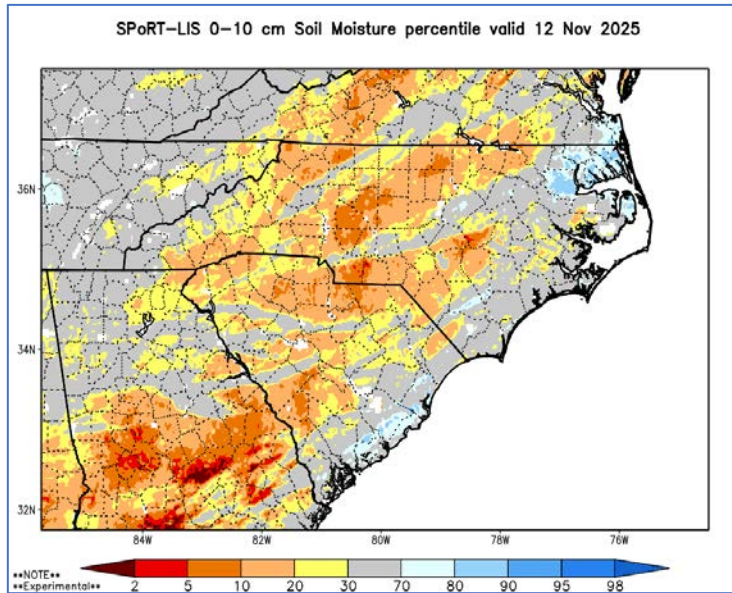 SPoRT-LIS 0-10 cm Soil Moisture percentile valid 12 Nov 2025
36N
34N
32N
84W 82W 80W 78W 76W
**NOTE**
**Experimental**
2 5 10 20 30 70 80 90 95 98